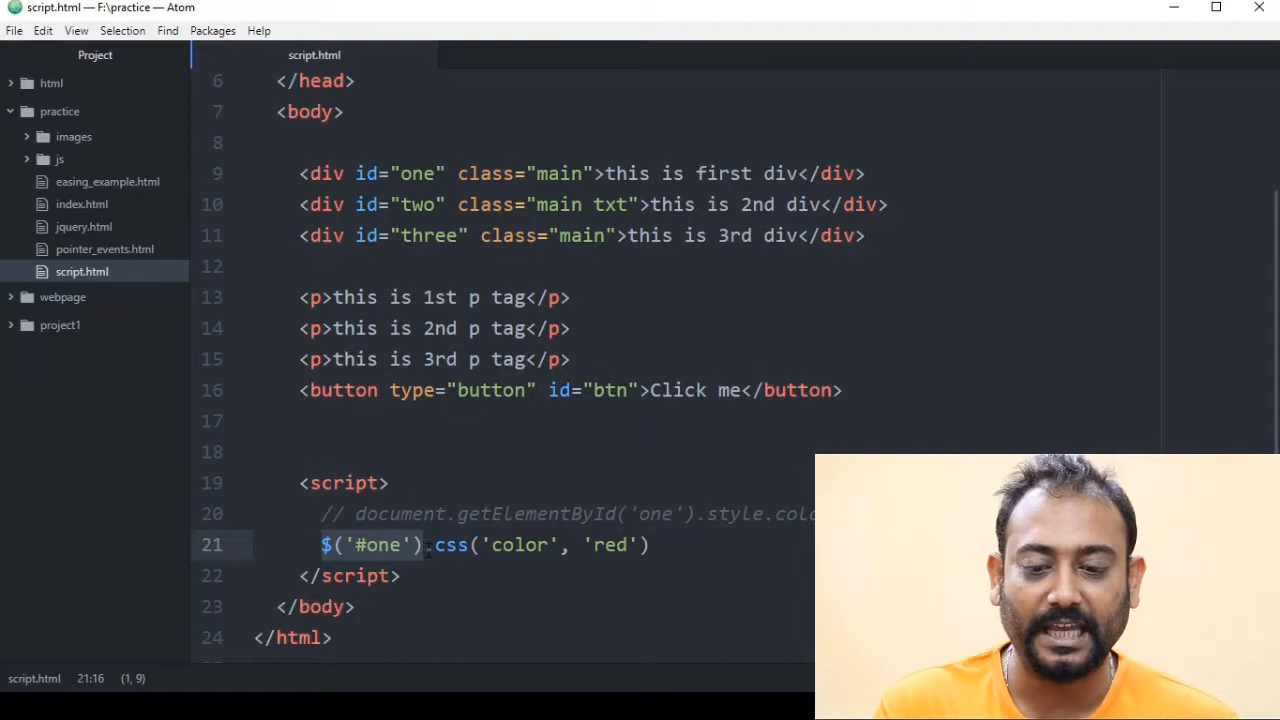 script.html — F:\practice — Atom
File Edit View Selection Find Packages Help
Project
html
practice
images
js
easing_example.html
index.html
jquery.html
pointer_events.html
script.html
webpage
project1
script.html
6 </head>
7 <body>
8
9 <div id="one" class="main">this is first div</div>
10 <div id="two" class="main txt">this is 2nd div</div>
11 <div id="three" class="main">this is 3rd div</div>
12
13 <p>this is 1st p tag</p>
14 <p>this is 2nd p tag</p>
15 <p>this is 3rd p tag</p>
16 <button type="button" id="btn">Click me</button>
17
18
19 <script>
20 // document.getElementById('one').style.colo
21 $('#one').css('color', 'red')
22 </script>
23 </body>
24 </html>
script.html 21:16 (1, 9)